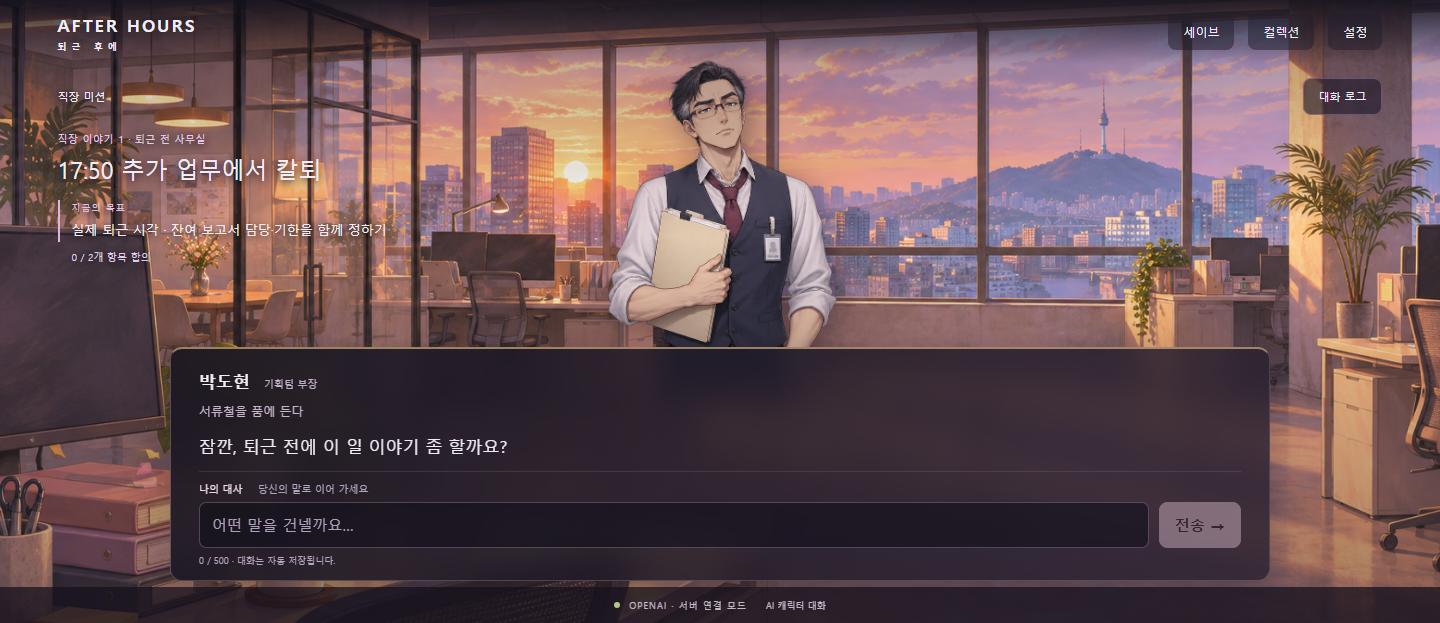 AFTER HOURS
퇴근 후에
세이브
컬렉션
설정
직장 미션
대화 로그
직장 이야기 1 · 퇴근 전 사무실
17:50 추가 업무에서 칼퇴
지금의 목표
실제 퇴근 시각 · 잔여 보고서 담당·기한을 함께 정하기
0 / 2개 항목 합의
박도현 기획팀 부장
서류철을 품에 든다
잠깐, 퇴근 전에 이 일 이야기 좀 할까요?
나의 대사 당신의 말로 이어 가세요
어떤 말을 건넬까요...
전송 →
0 / 500 · 대화는 자동 저장됩니다.
OPENAI · 서버 연결 모드 AI 캐릭터 대화